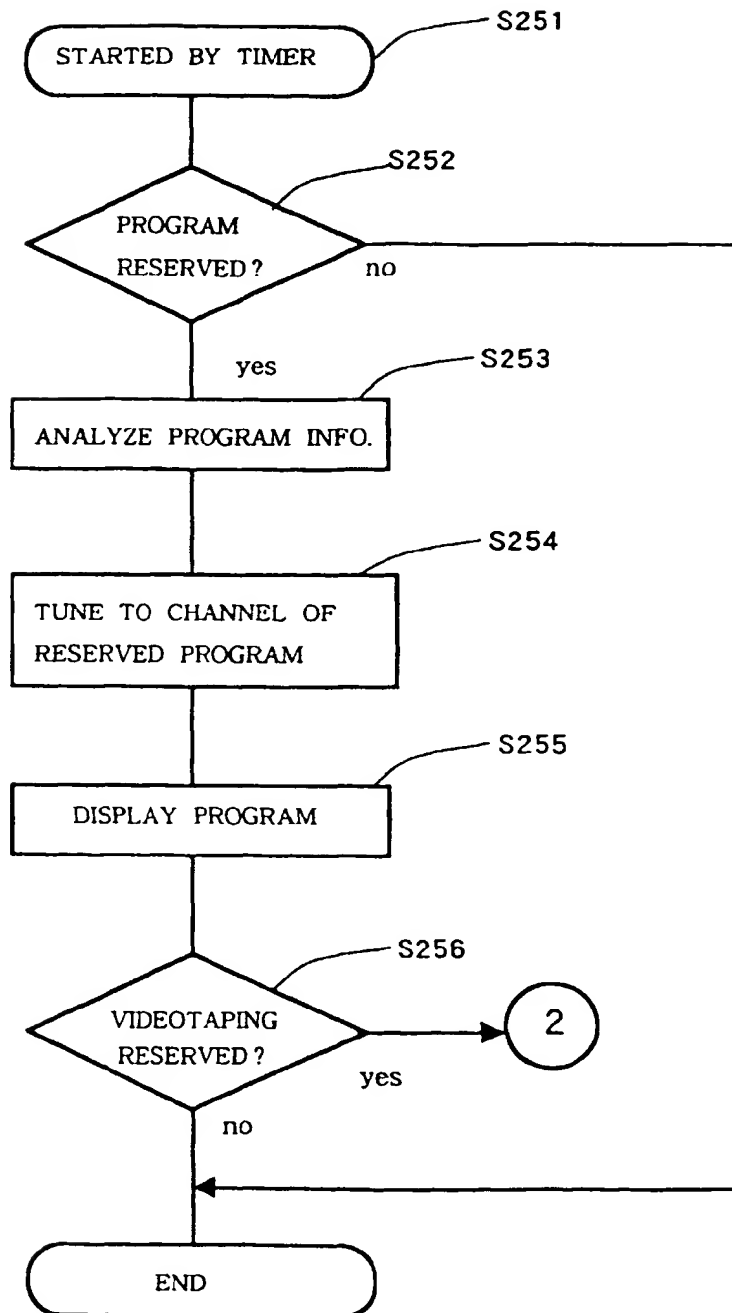 S251
STARTED BY TIMER
S252
PROGRAM
RESERVED?
no
yes
S253
ANALYZE PROGRAM INFO.
S254
TUNE TO CHANNEL OF
RESERVED PROGRAM
S255
DISPLAY PROGRAM
S256
VIDEOTAPING
RESERVED?
2
yes
no
END